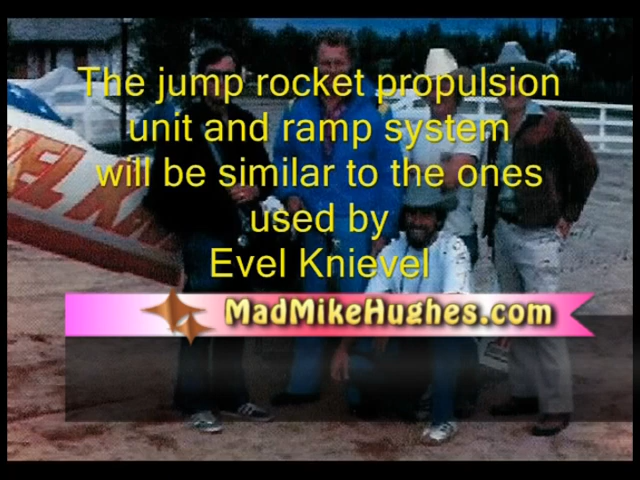 The jump rocket propulsion
unit and ramp system
will be similar to the ones
used by
Evel Knievel
MadMikeHughes.com